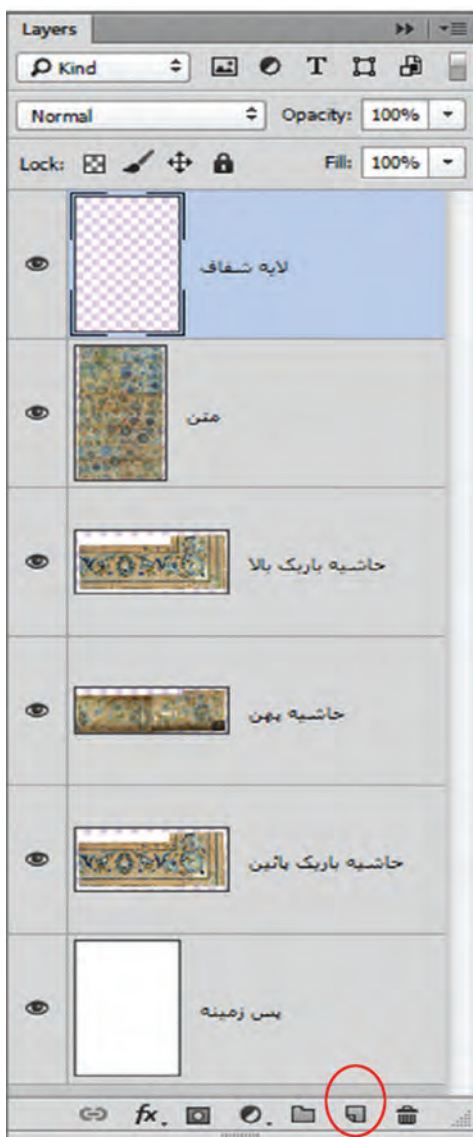 Layers
Kind
Normal Opacity: 100%
Lock: Fill: 100%
لایه شفاف
متن
حاشیه باریک بالا
حاشیه پهن
حاشیه باریک پائین
پس زمینه
fx.